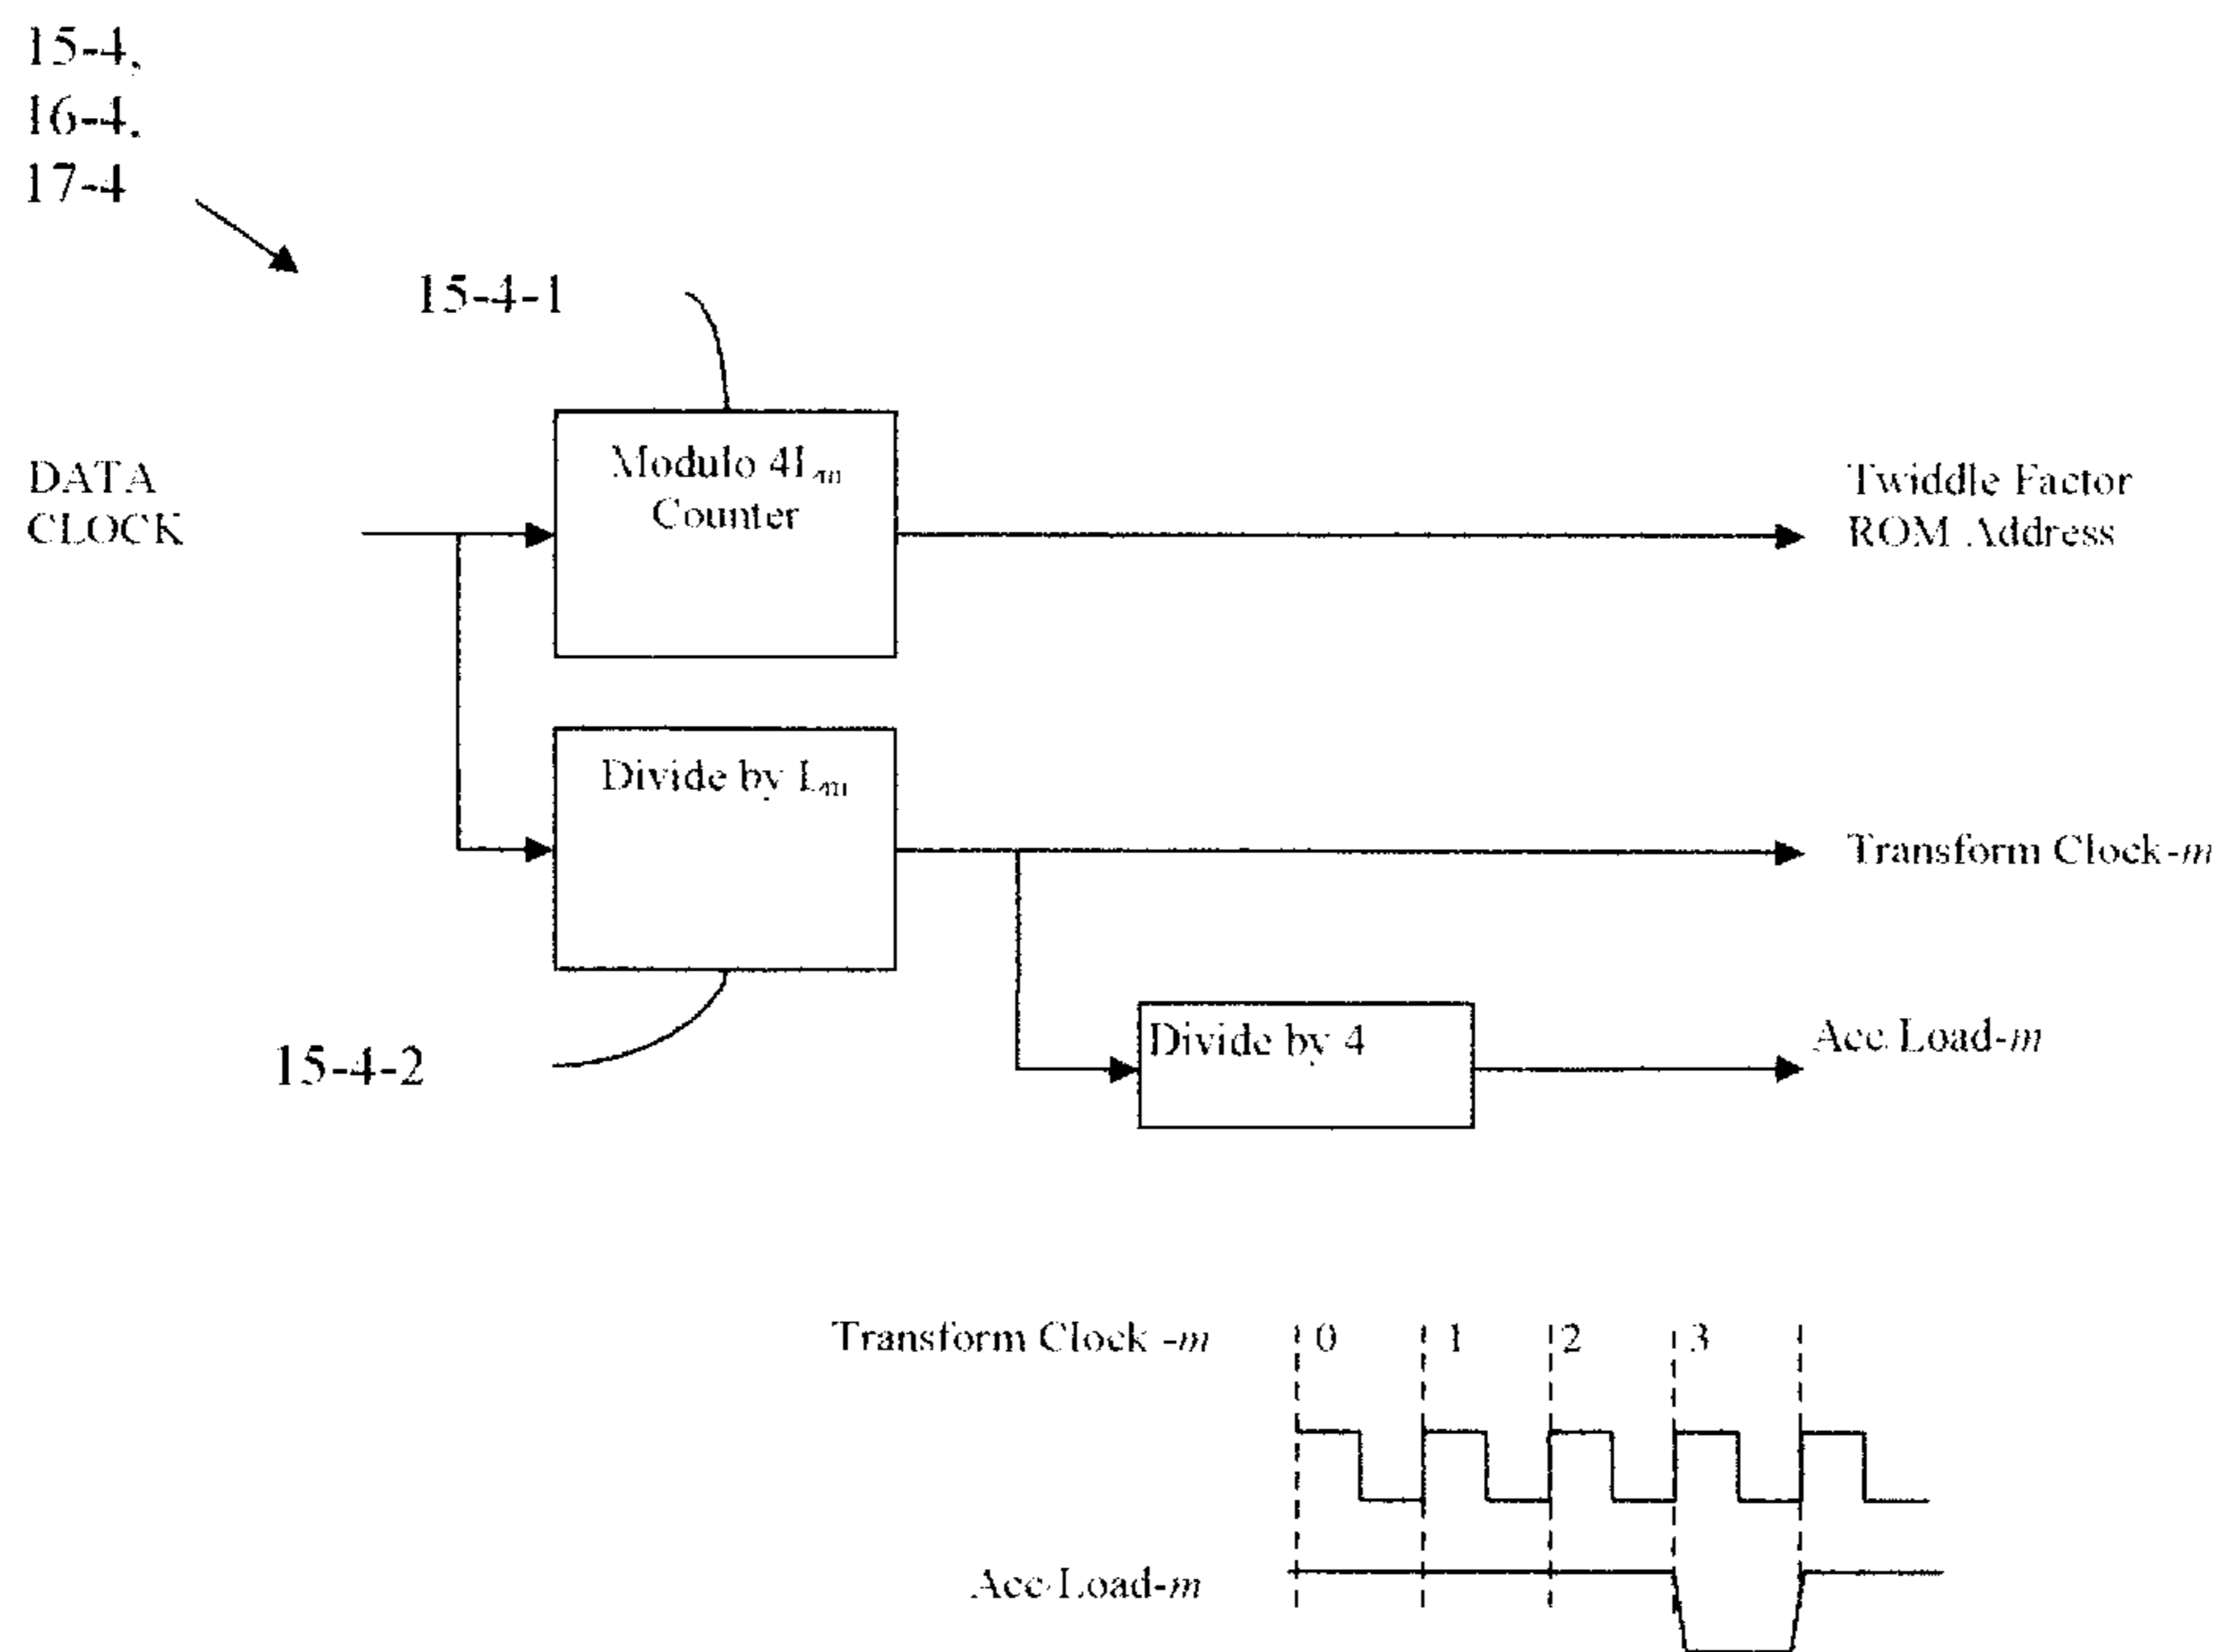 15-4,
16-4,
17-4
15-4-1
DATA
CLOCK
Modulo 4Lm
Counter
Twiddle Factor
ROM Address
Divide by Lm
Transform Clock-m
15-4-2
Divide by 4
Acc Load-m
Transform Clock -m
0 1 2 3
Acc Load-m